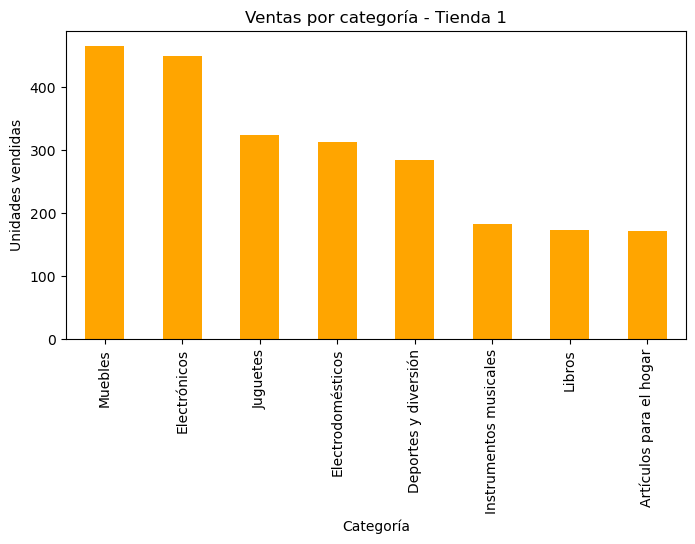 Ventas por categoría - Tienda 1
Unidades vendidas
400
300
200
100
0
Muebles
Electrónicos
Juguetes
Electrodomésticos
Deportes y diversión
Instrumentos musicales
Libros
Artículos para el hogar
Categoría